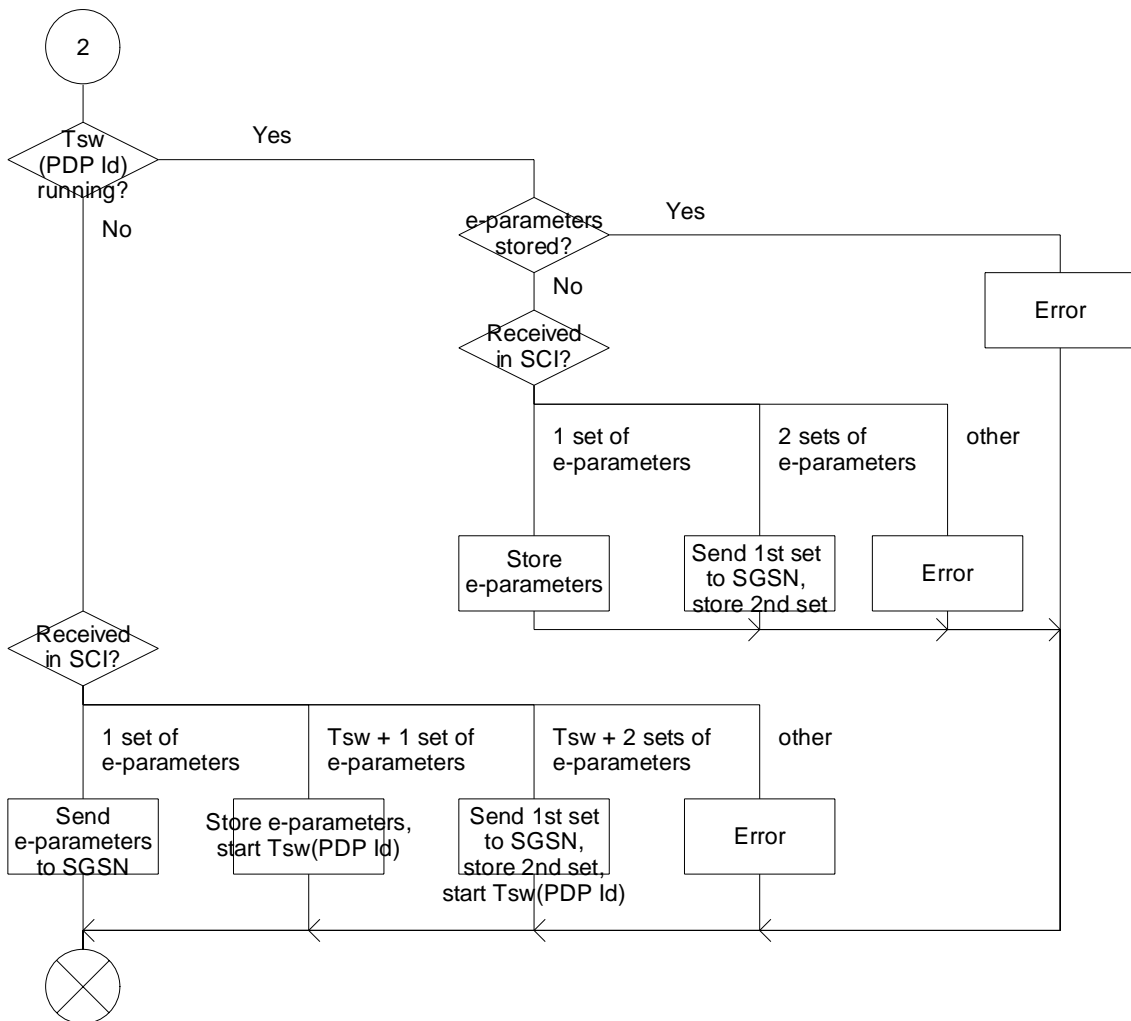 2
Tsw
(PDP Id)
running?
Yes
No
e-parameters
stored?
Yes
No
Error
Received
in SCI?
1 set of
e-parameters
2 sets of
e-parameters
other
Store
e-parameters
Send 1st set
to SGSN,
store 2nd set
Error
Received
in SCI?
1 set of
e-parameters
Tsw + 1 set of
e-parameters
Tsw + 2 sets of
e-parameters
other
Send
e-parameters
to SGSN
Store e-parameters,
start Tsw(PDP Id)
Send 1st set
to SGSN,
store 2nd set,
start Tsw(PDP Id)
Error